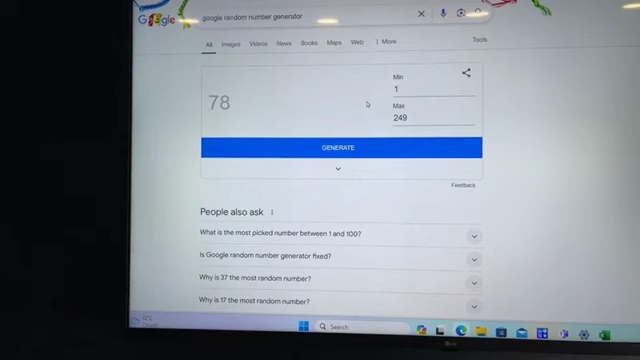 Google
google random number generator
All Images Videos News Books Maps Web More Tools
Min
1
78
Max
249
GENERATE
Feedback
People also ask
What is the most picked number between 1 and 100?
Is Google random number generator fixed?
Why is 37 the most random number?
Why is 17 the most random number?
Search
LG